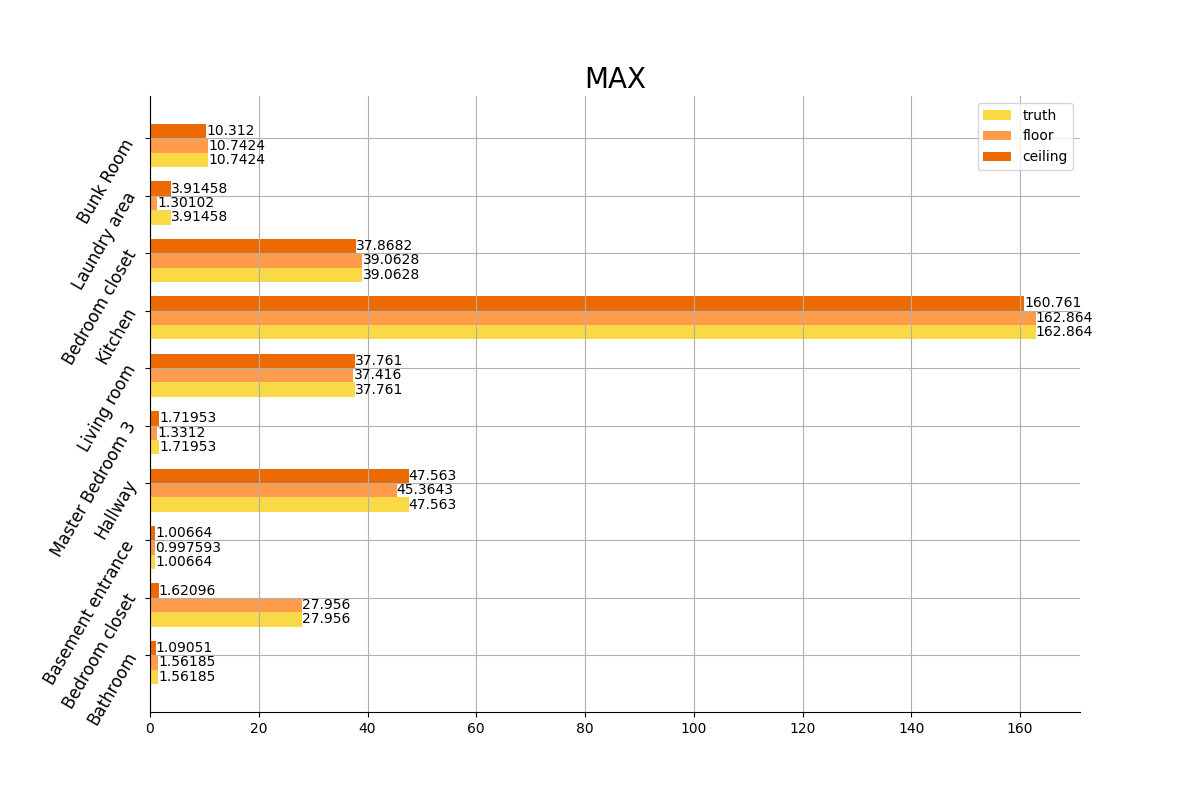 MAX
truth
floor
ceiling
Bunk Room
10.312
10.7424
10.7424
Laundry area
3.91458
1.30102
3.91458
Bedroom closet
37.8682
39.0628
39.0628
Kitchen
160.761
162.864
162.864
Living room
37.761
37.416
37.761
Master Bedroom 3
1.71953
1.3312
1.71953
Hallway
47.563
45.3643
47.563
Basement entrance
1.00664
0.997593
1.00664
Bedroom closet
1.62096
27.956
27.956
Bathroom
1.09051
1.56185
1.56185
0 20 40 60 80 100 120 140 160